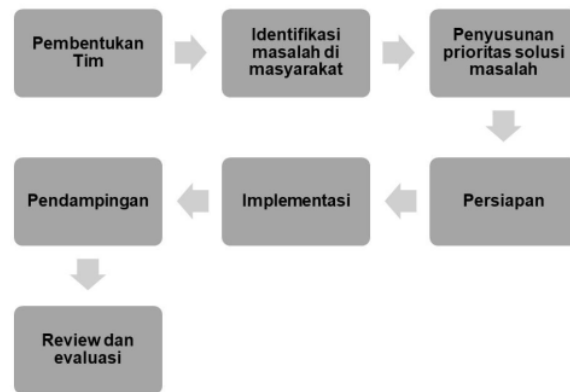 Pembentukan
Tim
Identifikasi
masalah di
masyarakat
Penyusunan
prioritas solusi
masalah
Persiapan
Implementasi
Pendampingan
Review dan
evaluasi